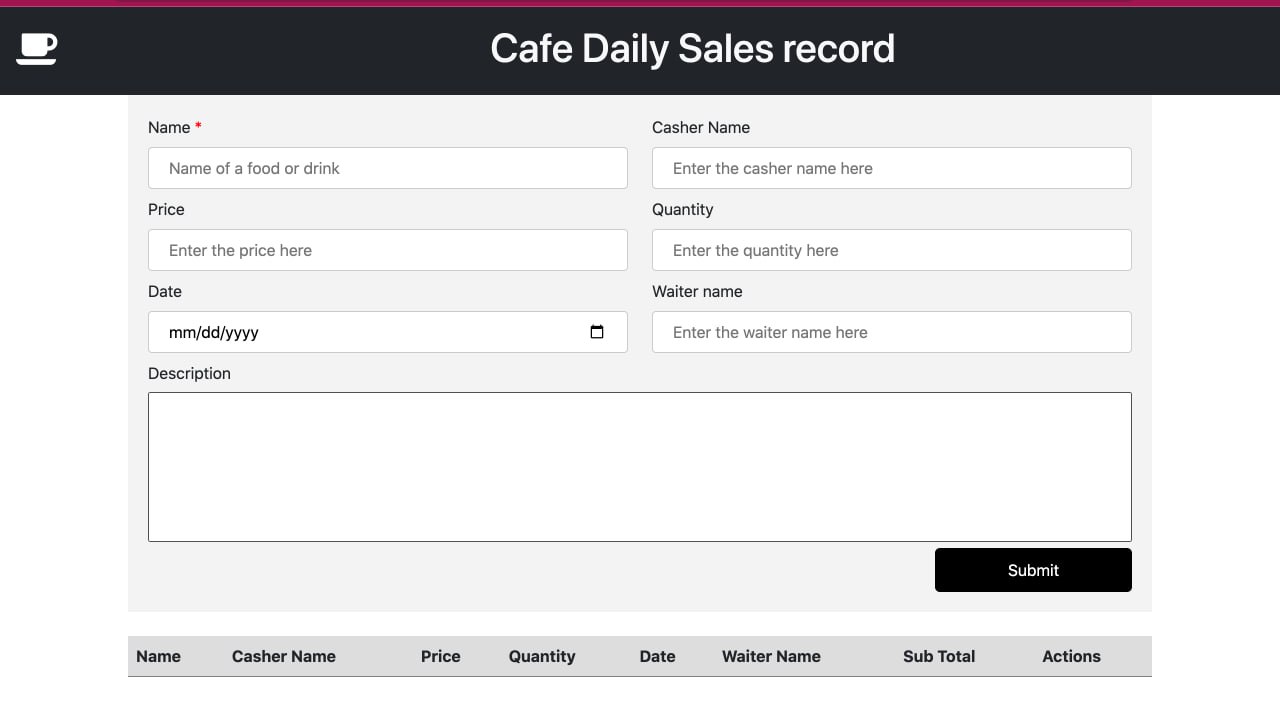 Cafe Daily Sales record
Name * Casher Name
Name of a food or drink Enter the casher name here
Price Quantity
Enter the price here Enter the quantity here
Date Waiter name
mm/dd/yyyy Enter the waiter name here
Description
Submit
Name Casher Name Price Quantity Date Waiter Name Sub Total Actions